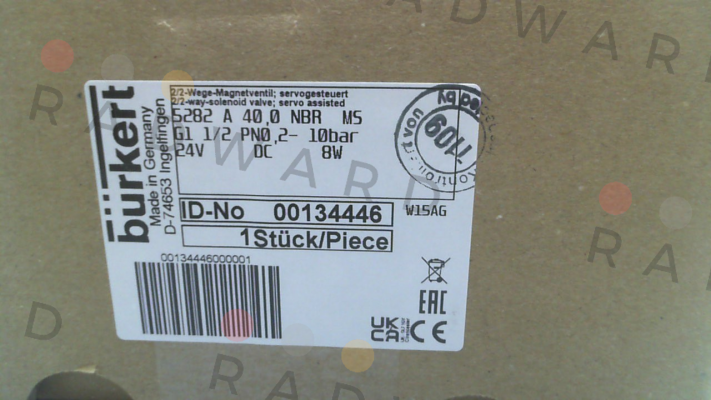 bürkert
Made in Germany
D-74653 Ingelfingen
2/2-Wege-Magnetventil; servogesteuert
2/2-way-solenoid valve; servo assisted
5282 A 40,0 NBR MS
G1 1/2 PN0,2- 10bar
24V DC 8W
1109
ID-No 00134446
W15AG
1Stück/Piece
00134446000001
EAC
UK
CA
CE
RADWARD